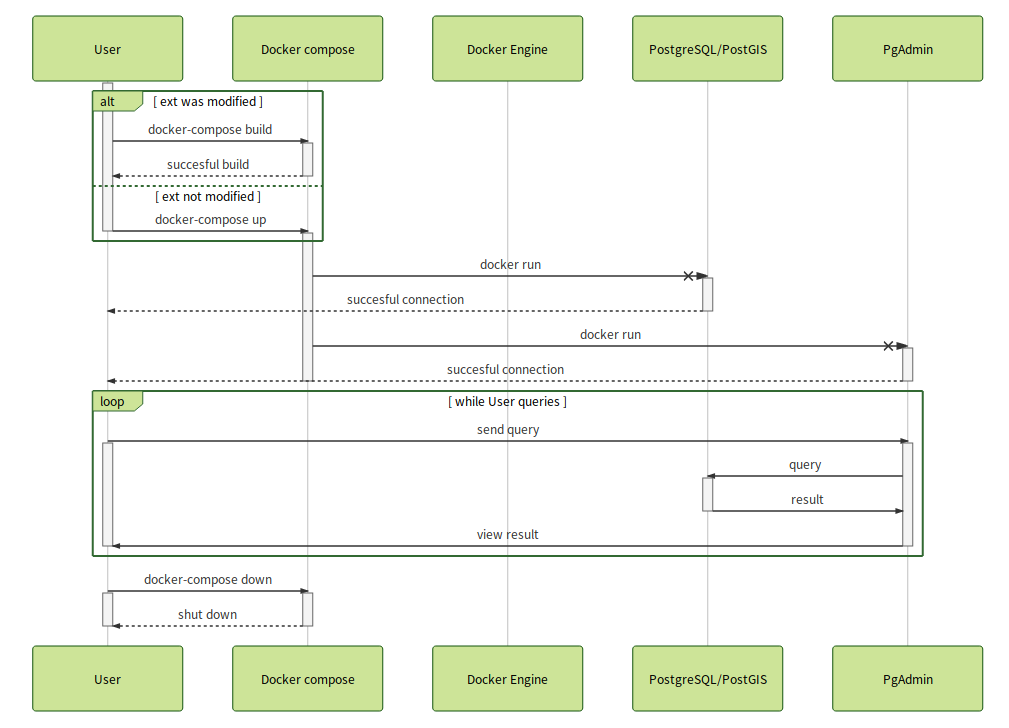 User
Docker compose
Docker Engine
PostgreSQL/PostGIS
PgAdmin
alt
[ ext was modified ]
docker-compose build
succesful build
[ ext not modified ]
docker-compose up
docker run
succesful connection
docker run
succesful connection
loop
[ while User queries ]
send query
query
result
view result
docker-compose down
shut down
User
Docker compose
Docker Engine
PostgreSQL/PostGIS
PgAdmin